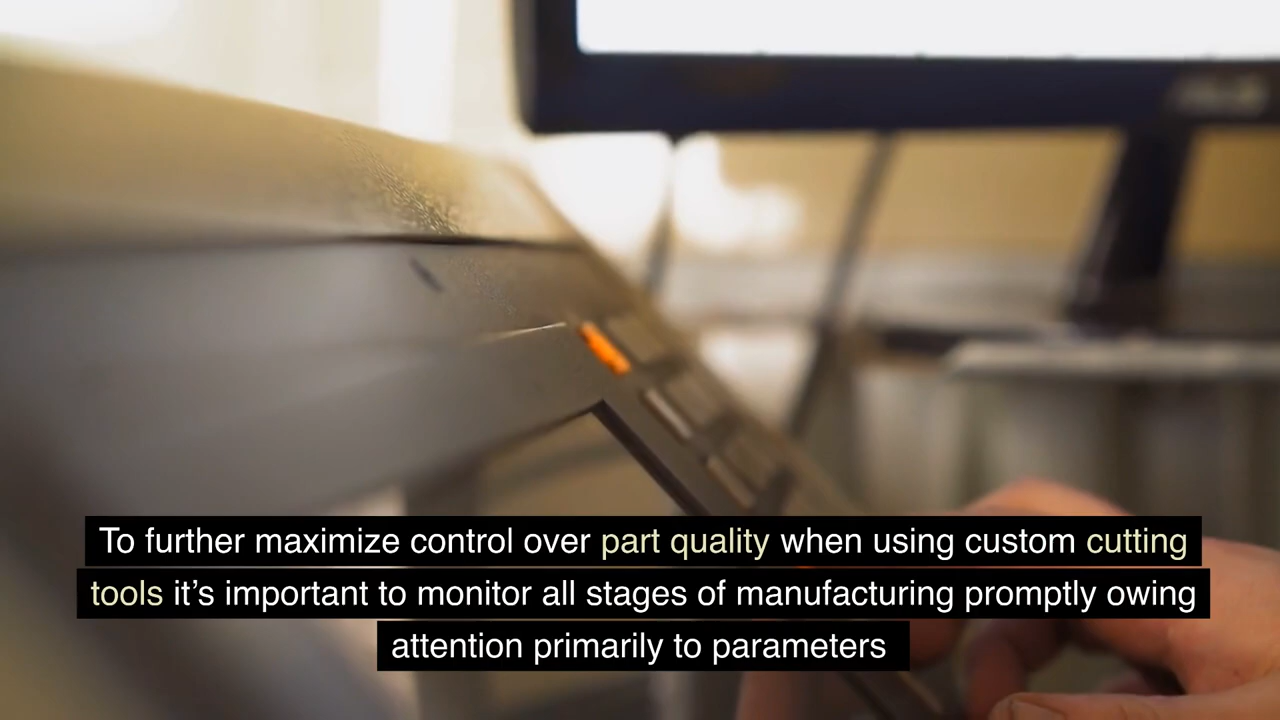 To further maximize control over part quality when using custom cutting
tools it’s important to monitor all stages of manufacturing promptly owing
attention primarily to parameters